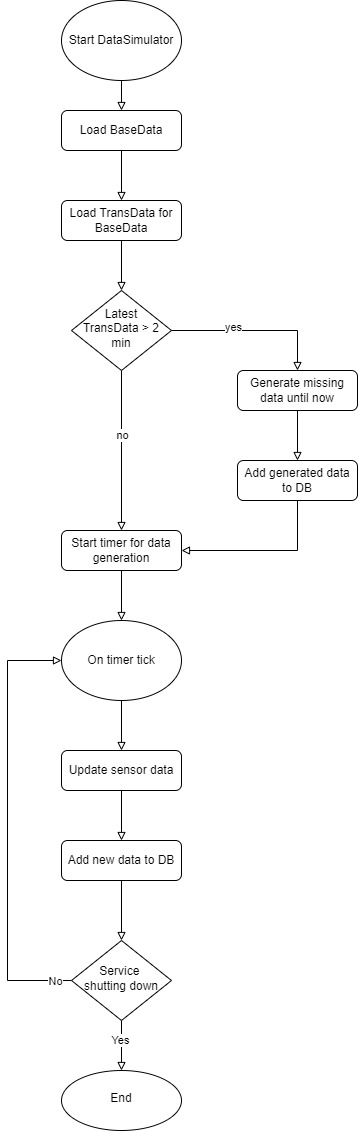 Start DataSimulator
Load BaseData
Load TransData for
BaseData
Latest
TransData > 2
min
yes
Generate missing
data until now
no
Add generated data
to DB
Start timer for data
generation
On timer tick
Update sensor data
Add new data to DB
Service
shutting down
No
Yes
End